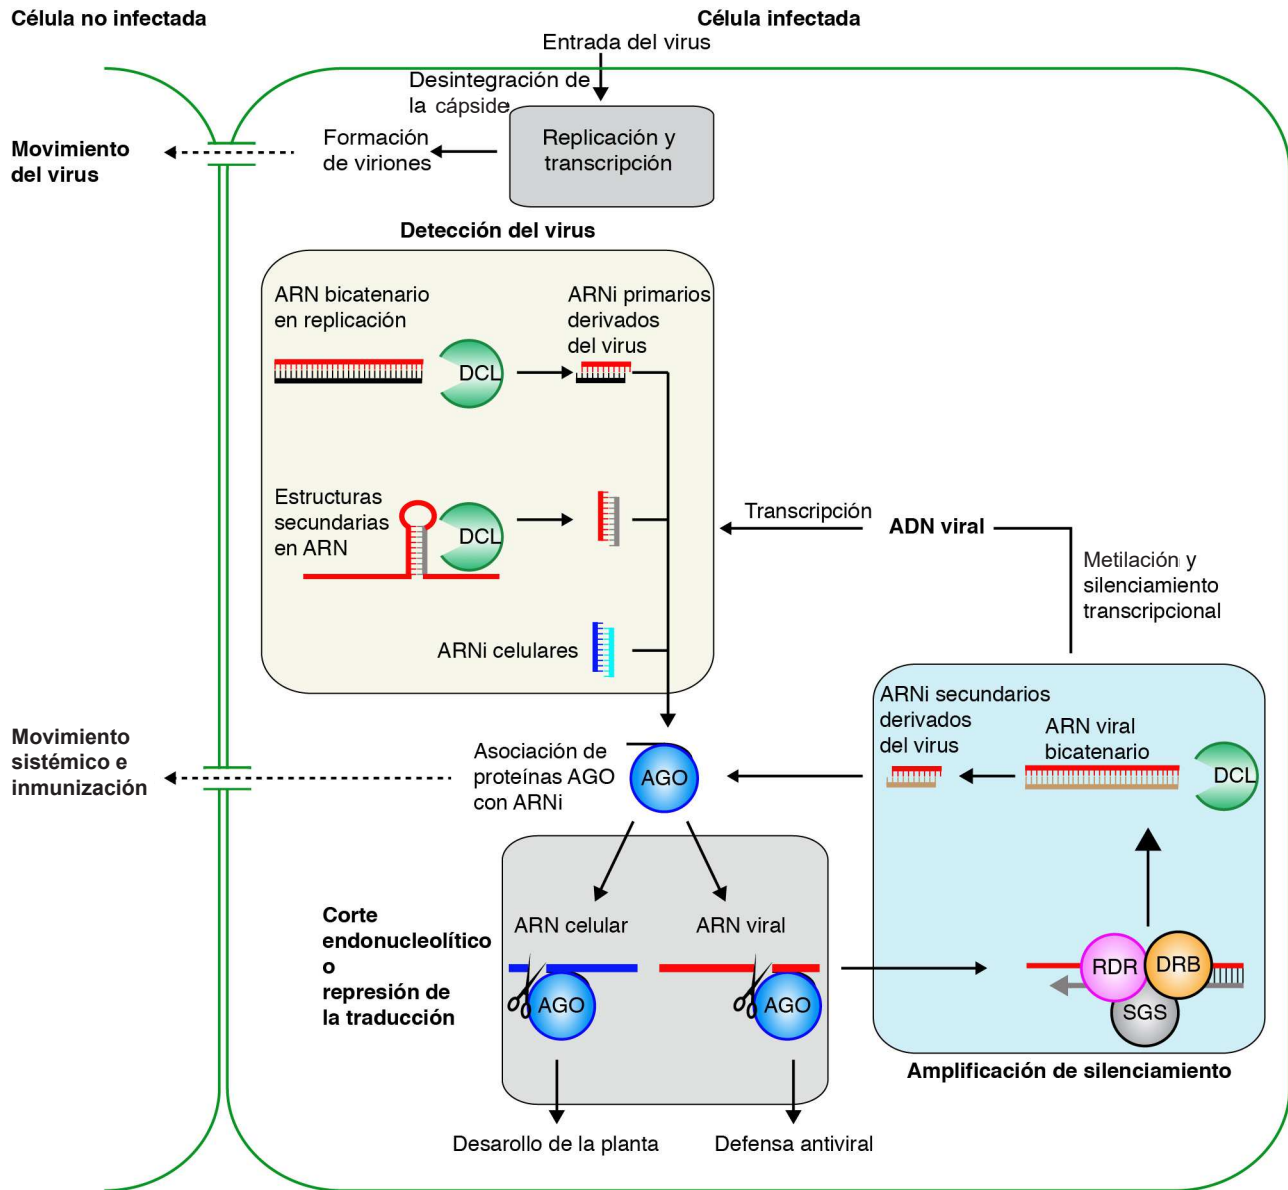 Célula no infectada
Célula infectada
Entrada del virus
Desintegración de
la cápside
Replicación y
transcripción
Formación
de viriones
Movimiento
del virus
Detección del virus
ARN bicatenario
en replicación
DCL
ARNi primarios
derivados
del virus
Estructuras
secundarias
en ARN
DCL
ARNi celulares
Transcripción
ADN viral
Metilación y
silenciamiento
transcripcional
ARNi secundarios
derivados
del virus
ARN viral
bicatenario
DCL
RDR
DRB
SGS
Amplificación de silenciamiento
Movimiento
sistémico e
inmunización
Asociación de
proteínas AGO
con ARNi
AGO
Corte
endonucleolítico
o
represión de
la traducción
ARN celular
ARN viral
AGO
AGO
Desarollo de la planta
Defensa antiviral